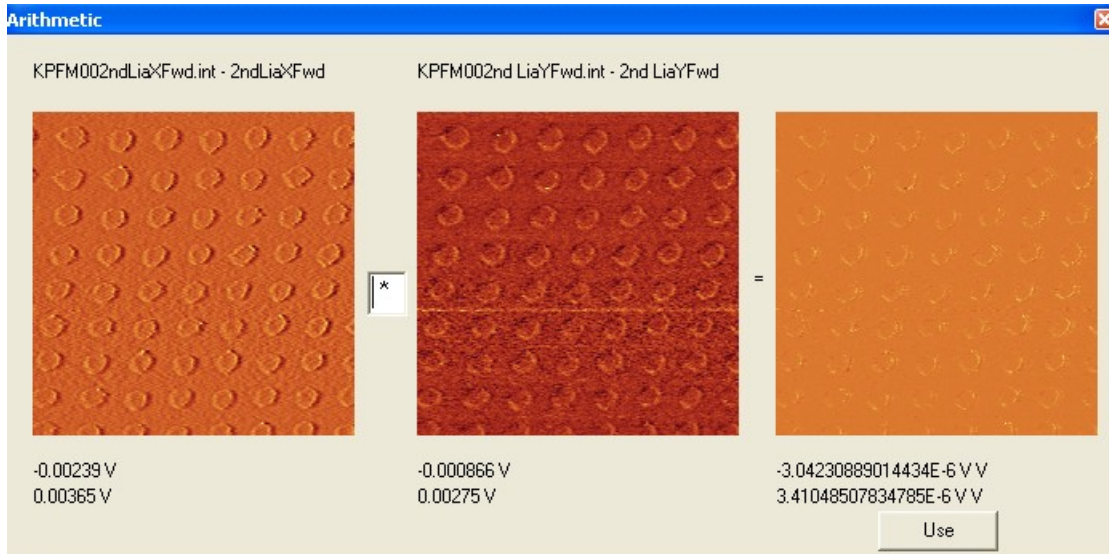 Arithmetic
KPFM002ndLiaXFwd.int - 2ndLiaXFwd
KPFM002nd LiaYFwd.int - 2nd LiaYFwd
*
=
-0.00239 V
0.00365 V
-0.000866 V
0.00275 V
-3.04230889014434E-6 V V
3.41048507834785E-6 V V
Use